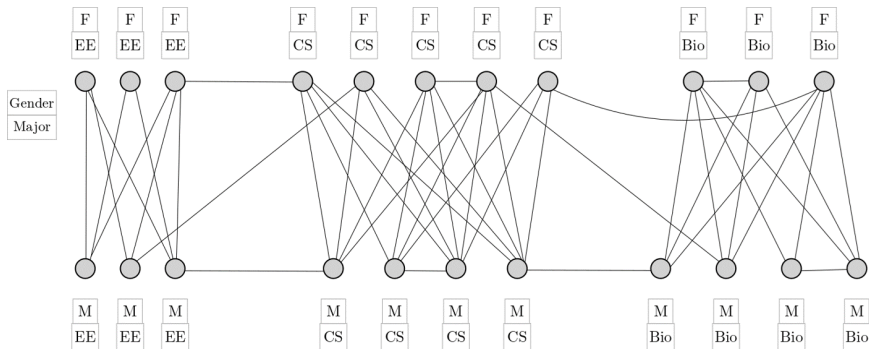 F F F F F F F F F F F
EE EE EE CS CS CS CS CS Bio Bio Bio
Gender
Major
M M M M M M M M M M M
EE EE EE CS CS CS CS Bio Bio Bio Bio